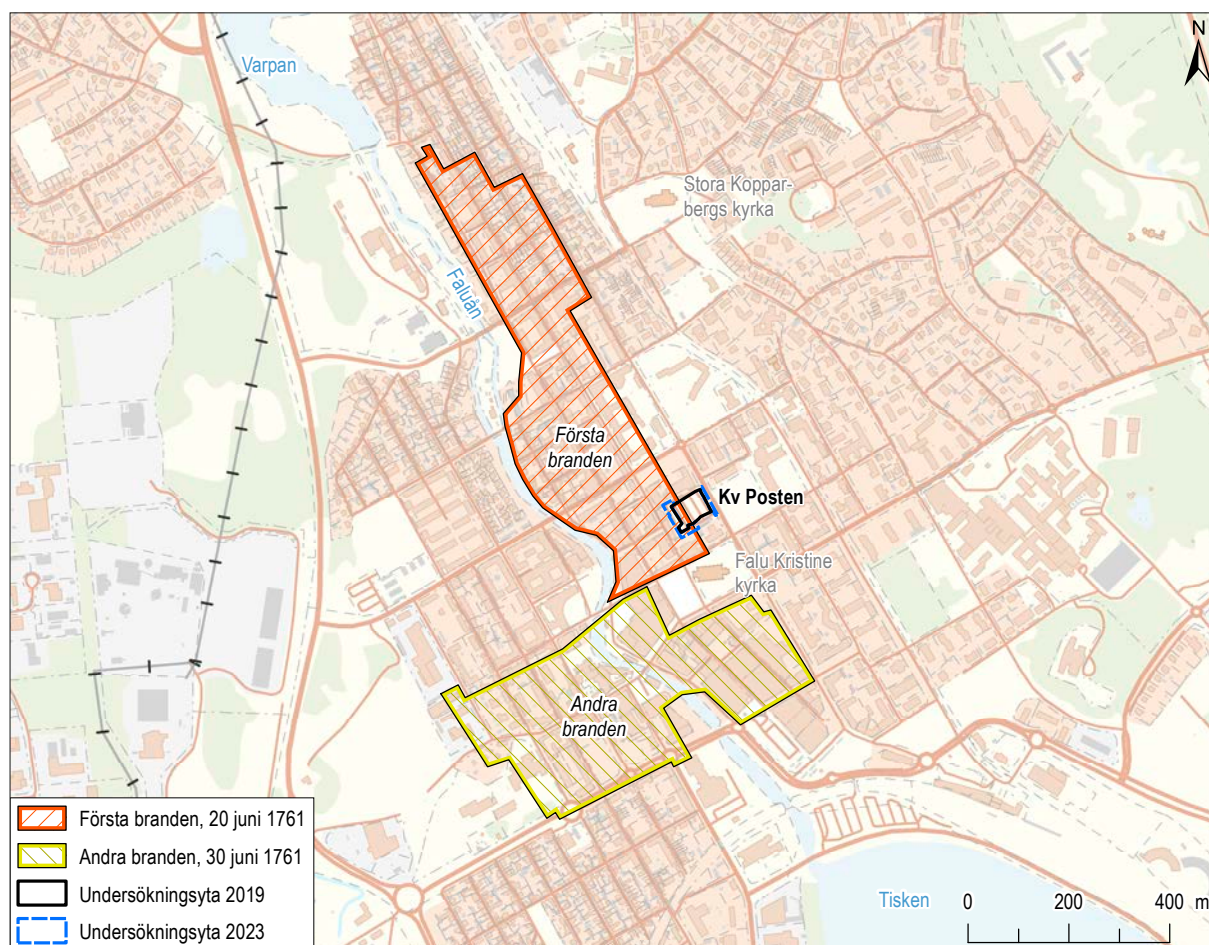 Varpan
N
Stora Koppar-
bergs kyrka
Faluån
Första
branden
Kv Posten
Falu Kristine
kyrka
Andra
branden
Första branden, 20 juni 1761
Andra branden, 30 juni 1761
Undersökningsyta 2019
Undersökningsyta 2023
Tisken
0 200 400 m